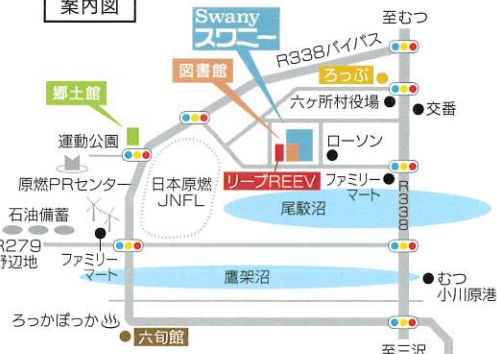 案内図
至むつ
Swany
スワニー
R338バイパス
図書館
ろっぷ
郷土館
六ヶ所村役場
交番
運動公園
ローソン
原燃PRセンター
日本原燃
JNFL
リーブREEV
ファミリー
マート
R338
石油備蓄
尾駮沼
R279
野辺地
ファミリー
マート
鷹架沼
むつ
小川原港
ろっかぽっか
六旬館
至三沢